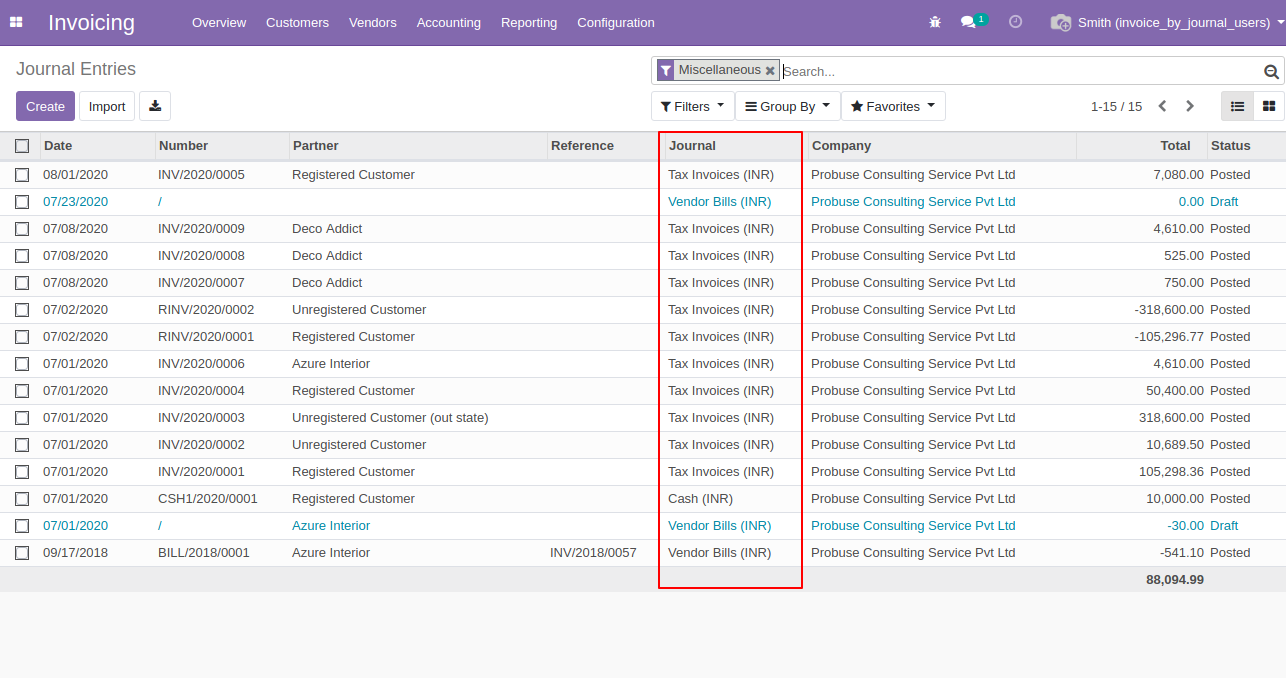 Invoicing Overview Customers Vendors Accounting Reporting Configuration 1 Smith (invoice_by_journal_users)
Journal Entries Miscellaneous Search...
Create Import Filters Group By Favorites 1-15 / 15
Date Number Partner Reference Journal Company Total Status
08/01/2020 INV/2020/0005 Registered Customer Tax Invoices (INR) Probuse Consulting Service Pvt Ltd 7,080.00 Posted
07/23/2020 / Vendor Bills (INR) Probuse Consulting Service Pvt Ltd 0.00 Draft
07/08/2020 INV/2020/0009 Deco Addict Tax Invoices (INR) Probuse Consulting Service Pvt Ltd 4,610.00 Posted
07/08/2020 INV/2020/0008 Deco Addict Tax Invoices (INR) Probuse Consulting Service Pvt Ltd 525.00 Posted
07/08/2020 INV/2020/0007 Deco Addict Tax Invoices (INR) Probuse Consulting Service Pvt Ltd 750.00 Posted
07/02/2020 RINV/2020/0002 Unregistered Customer Tax Invoices (INR) Probuse Consulting Service Pvt Ltd -318,600.00 Posted
07/02/2020 RINV/2020/0001 Registered Customer Tax Invoices (INR) Probuse Consulting Service Pvt Ltd -105,296.77 Posted
07/01/2020 INV/2020/0006 Azure Interior Tax Invoices (INR) Probuse Consulting Service Pvt Ltd 4,610.00 Posted
07/01/2020 INV/2020/0004 Registered Customer Tax Invoices (INR) Probuse Consulting Service Pvt Ltd 50,400.00 Posted
07/01/2020 INV/2020/0003 Unregistered Customer (out state) Tax Invoices (INR) Probuse Consulting Service Pvt Ltd 318,600.00 Posted
07/01/2020 INV/2020/0002 Unregistered Customer Tax Invoices (INR) Probuse Consulting Service Pvt Ltd 10,689.50 Posted
07/01/2020 INV/2020/0001 Registered Customer Tax Invoices (INR) Probuse Consulting Service Pvt Ltd 105,298.36 Posted
07/01/2020 CSH1/2020/0001 Registered Customer Cash (INR) Probuse Consulting Service Pvt Ltd 10,000.00 Posted
07/01/2020 / Azure Interior Vendor Bills (INR) Probuse Consulting Service Pvt Ltd -30.00 Draft
09/17/2018 BILL/2018/0001 Azure Interior INV/2018/0057 Vendor Bills (INR) Probuse Consulting Service Pvt Ltd -541.10 Posted
88,094.99